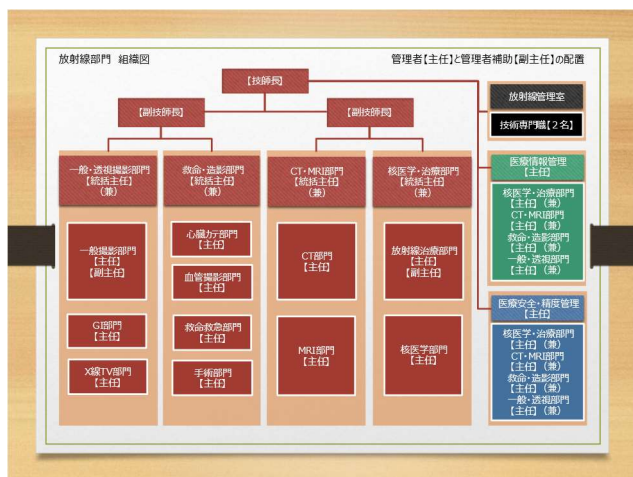 放射線部門 組織図
管理者【主任】と管理者補助【副主任】の配置
【技師長】
【副技師長】
【副技師長】
一般・透視撮影部門
【統括主任】
(兼)
救命・造影部門
【統括主任】
(兼)
CT・MRI部門
【統括主任】
(兼)
核医学・治療部門
【統括主任】
(兼)
一般撮影部門
【主任】
【副主任】
GI部門
【主任】
X線TV部門
【主任】
心臓カテ部門
【主任】
血管撮影部門
【主任】
救命救急部門
【主任】
手術部門
【主任】
CT部門
【主任】
MRI部門
【主任】
放射線治療部門
【主任】
【副主任】
核医学部門
【主任】
放射線管理室
技術専門職【２名】
医療情報管理
【主任】
核医学・治療部門
【主任】(兼)
CT・MRI部門
【主任】(兼)
救命・造影部門
【主任】(兼)
一般・透視部門
【主任】(兼)
医療安全・精度管理
【主任】
核医学・治療部門
【主任】(兼)
CT・MRI部門
【主任】(兼)
救命・造影部門
【主任】(兼)
一般・透視部門
【主任】(兼)